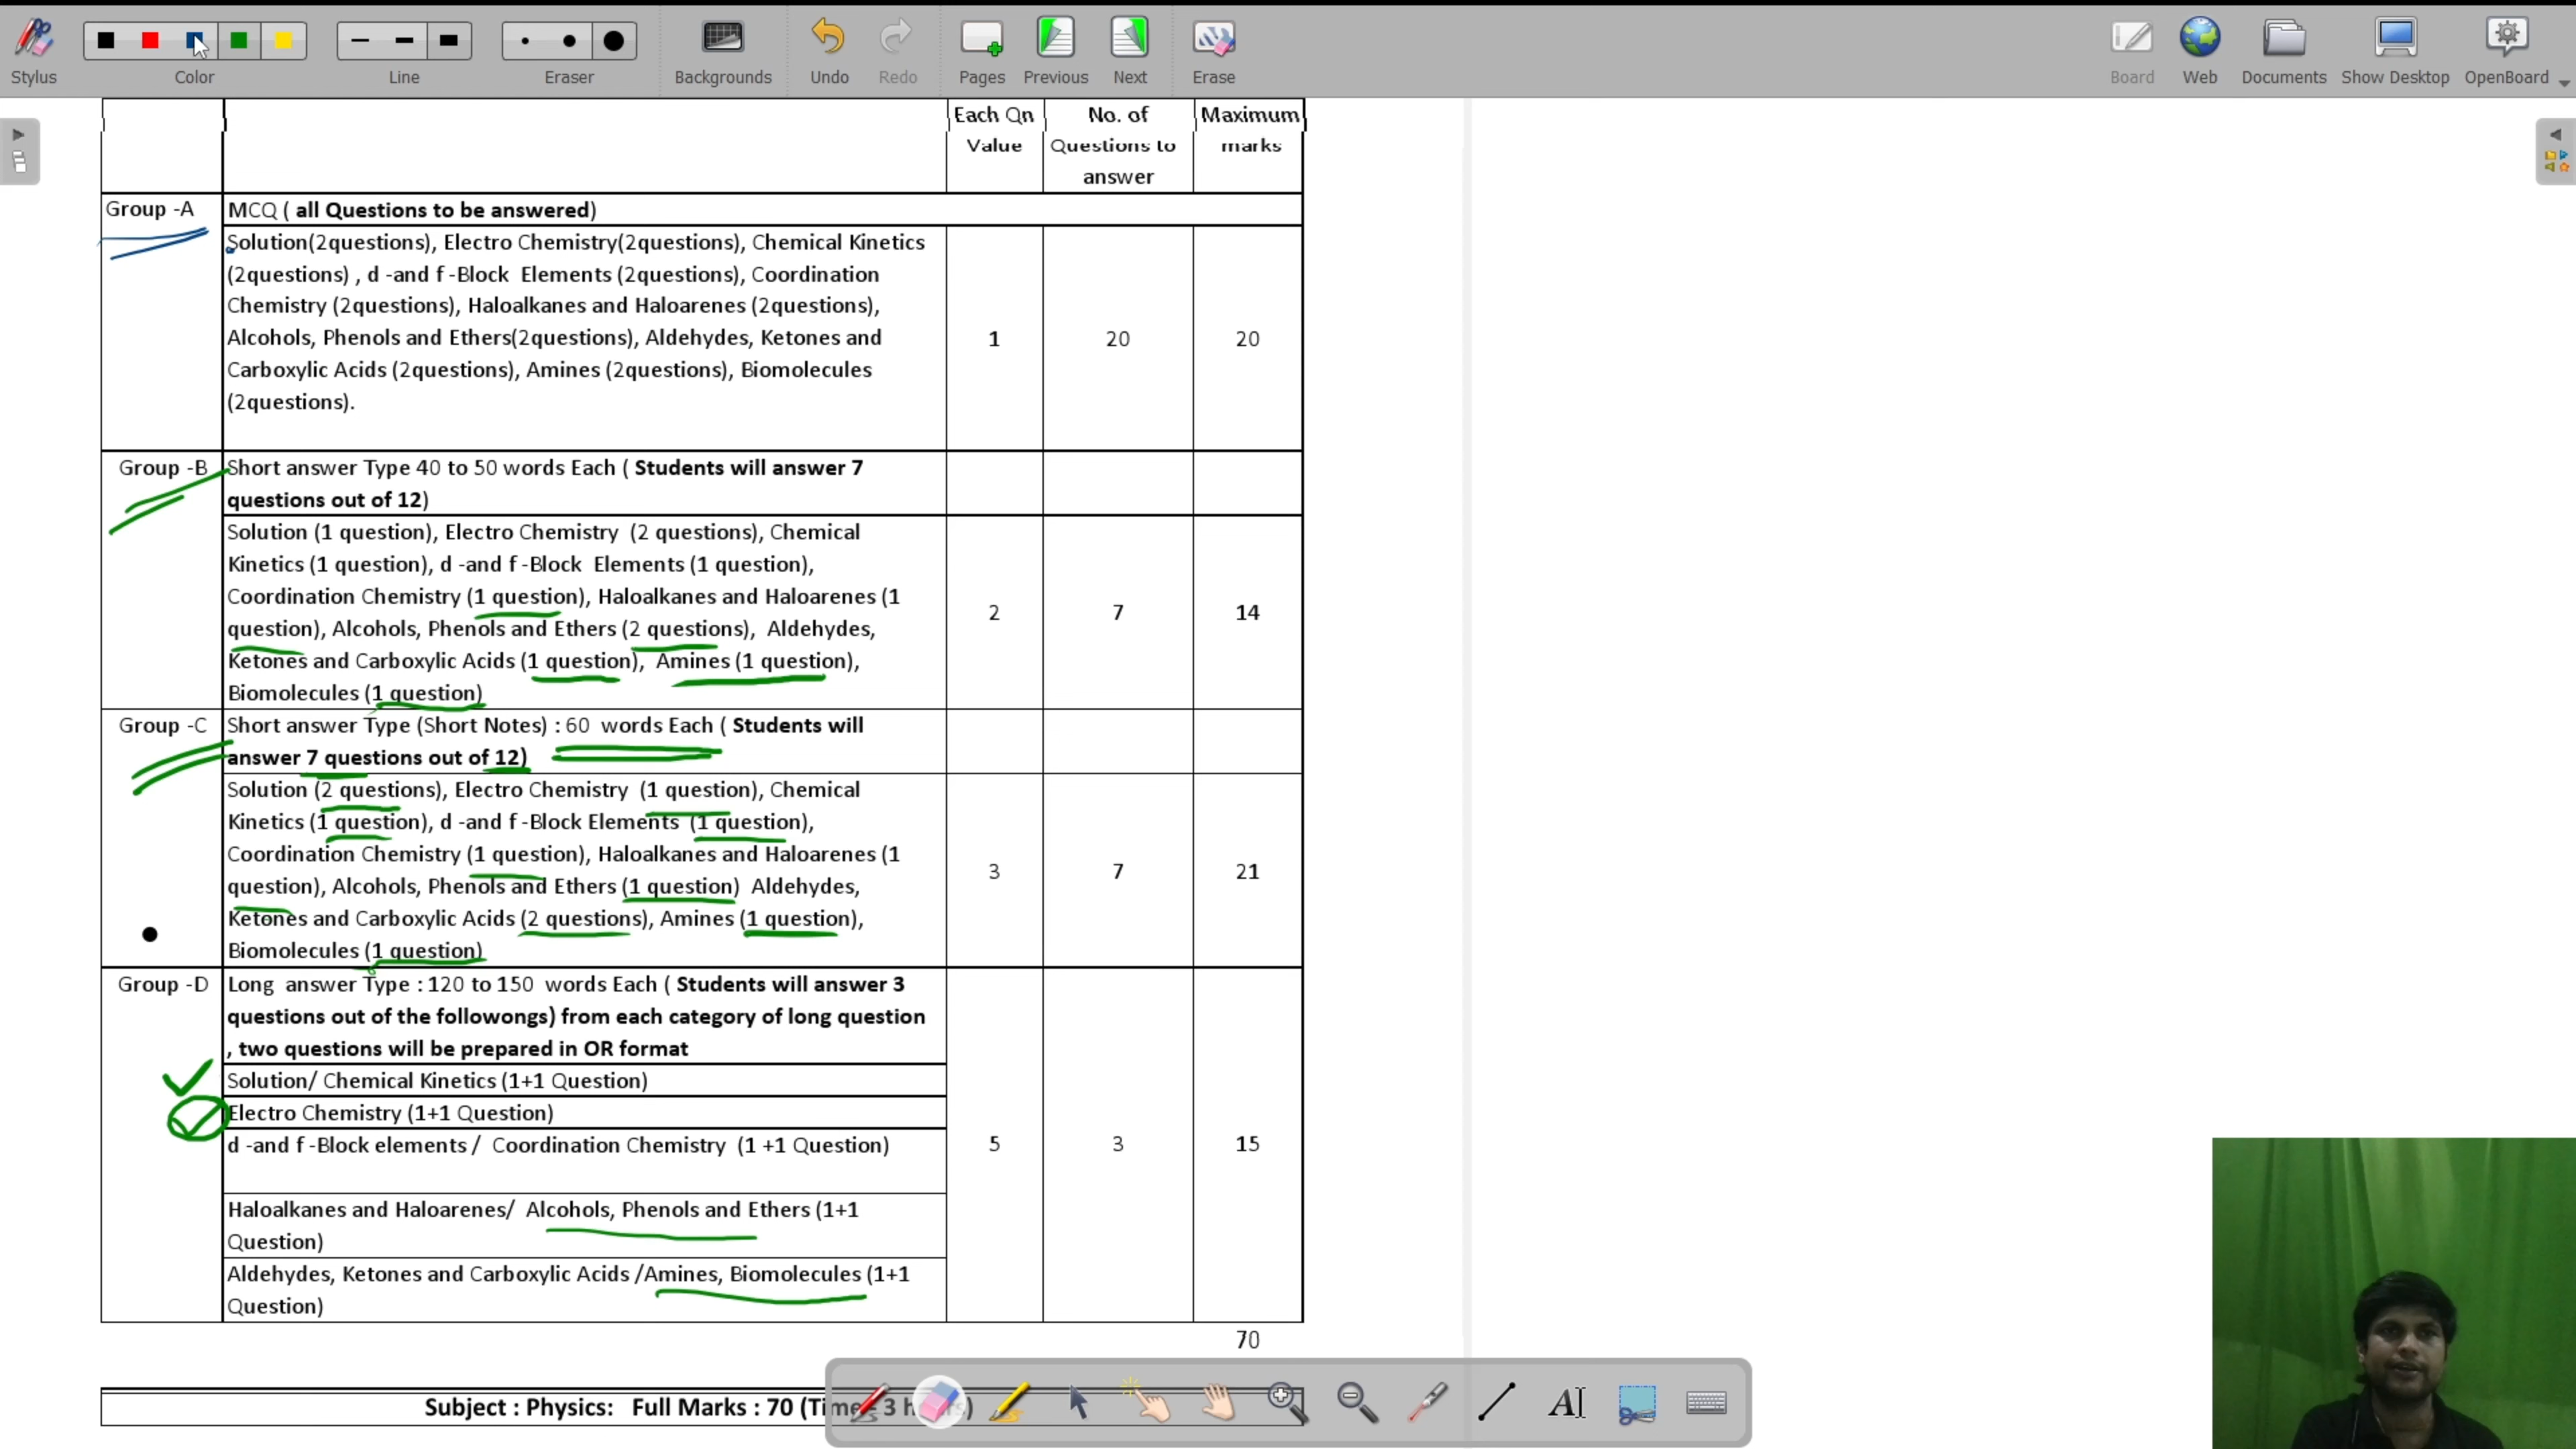 Stylus
Color
Line
Eraser
Backgrounds
Undo
Redo
Pages
Previous
Next
Erase
Board
Web
Documents
Show Desktop
OpenBoard
Each Qn
Value
No. of
Questions to
answer
Maximum
marks
Group -A
MCQ ( all Questions to be answered)
Solution(2questions), Electro Chemistry(2questions), Chemical Kinetics
(2questions) , d -and f -Block Elements (2questions), Coordination
Chemistry (2questions), Haloalkanes and Haloarenes (2questions),
Alcohols, Phenols and Ethers(2questions), Aldehydes, Ketones and
Carboxylic Acids (2questions), Amines (2questions), Biomolecules
(2questions).
1
20
20
Group -B
Short answer Type 40 to 50 words Each ( Students will answer 7
questions out of 12)
Solution (1 question), Electro Chemistry (2 questions), Chemical
Kinetics (1 question), d -and f -Block Elements (1 question),
Coordination Chemistry (1 question), Haloalkanes and Haloarenes (1
question), Alcohols, Phenols and Ethers (2 questions), Aldehydes,
Ketones and Carboxylic Acids (1 question), Amines (1 question),
Biomolecules (1 question)
2
7
14
Group -C
Short answer Type (Short Notes) : 60 words Each ( Students will
answer 7 questions out of 12)
Solution (2 questions), Electro Chemistry (1 question), Chemical
Kinetics (1 question), d -and f -Block Elements (1 question),
Coordination Chemistry (1 question), Haloalkanes and Haloarenes (1
question), Alcohols, Phenols and Ethers (1 question) Aldehydes,
Ketones and Carboxylic Acids (2 questions), Amines (1 question),
Biomolecules (1 question)
3
7
21
Group -D
Long answer Type : 120 to 150 words Each ( Students will answer 3
questions out of the followongs) from each category of long question
, two questions will be prepared in OR format
Solution/ Chemical Kinetics (1+1 Question)
Electro Chemistry (1+1 Question)
d -and f -Block elements / Coordination Chemistry (1 +1 Question)
Haloalkanes and Haloarenes/ Alcohols, Phenols and Ethers (1+1
Question)
Aldehydes, Ketones and Carboxylic Acids /Amines, Biomolecules (1+1
Question)
5
3
15
70
Subject : Physics: Full Marks : 70 (Time 3 h